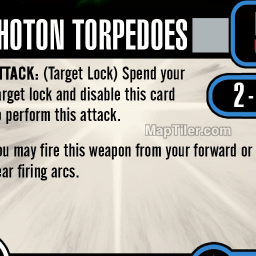 HOTON TORPEDOES
TTACK: (Target Lock) Spend your
arget lock and disable this card
o perform this attack.
2-
MapTiler.com
ou may fire this weapon from your forward or
ear firing arcs.